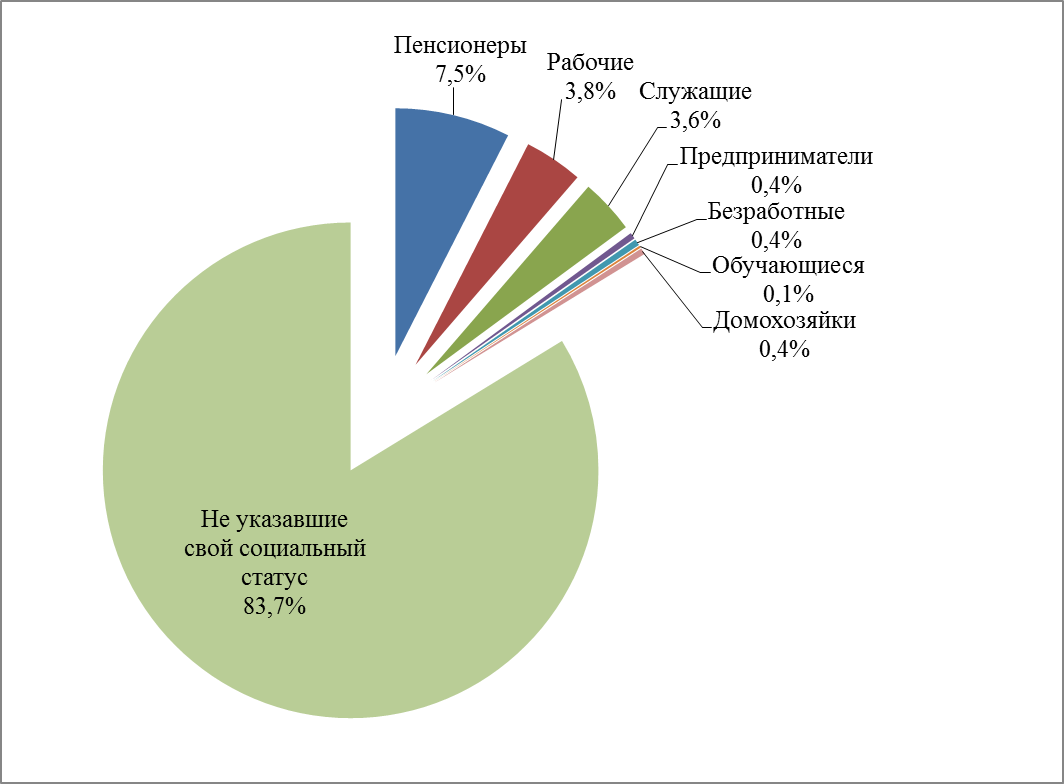 Пенсионеры
7,5%
Рабочие
3,8%
Служащие
3,6%
Предприниматели
0,4%
Безработные
0,4%
Обучающиеся
0,1%
Домохозяйки
0,4%
Не указавшие
свой социальный
статус
83,7%